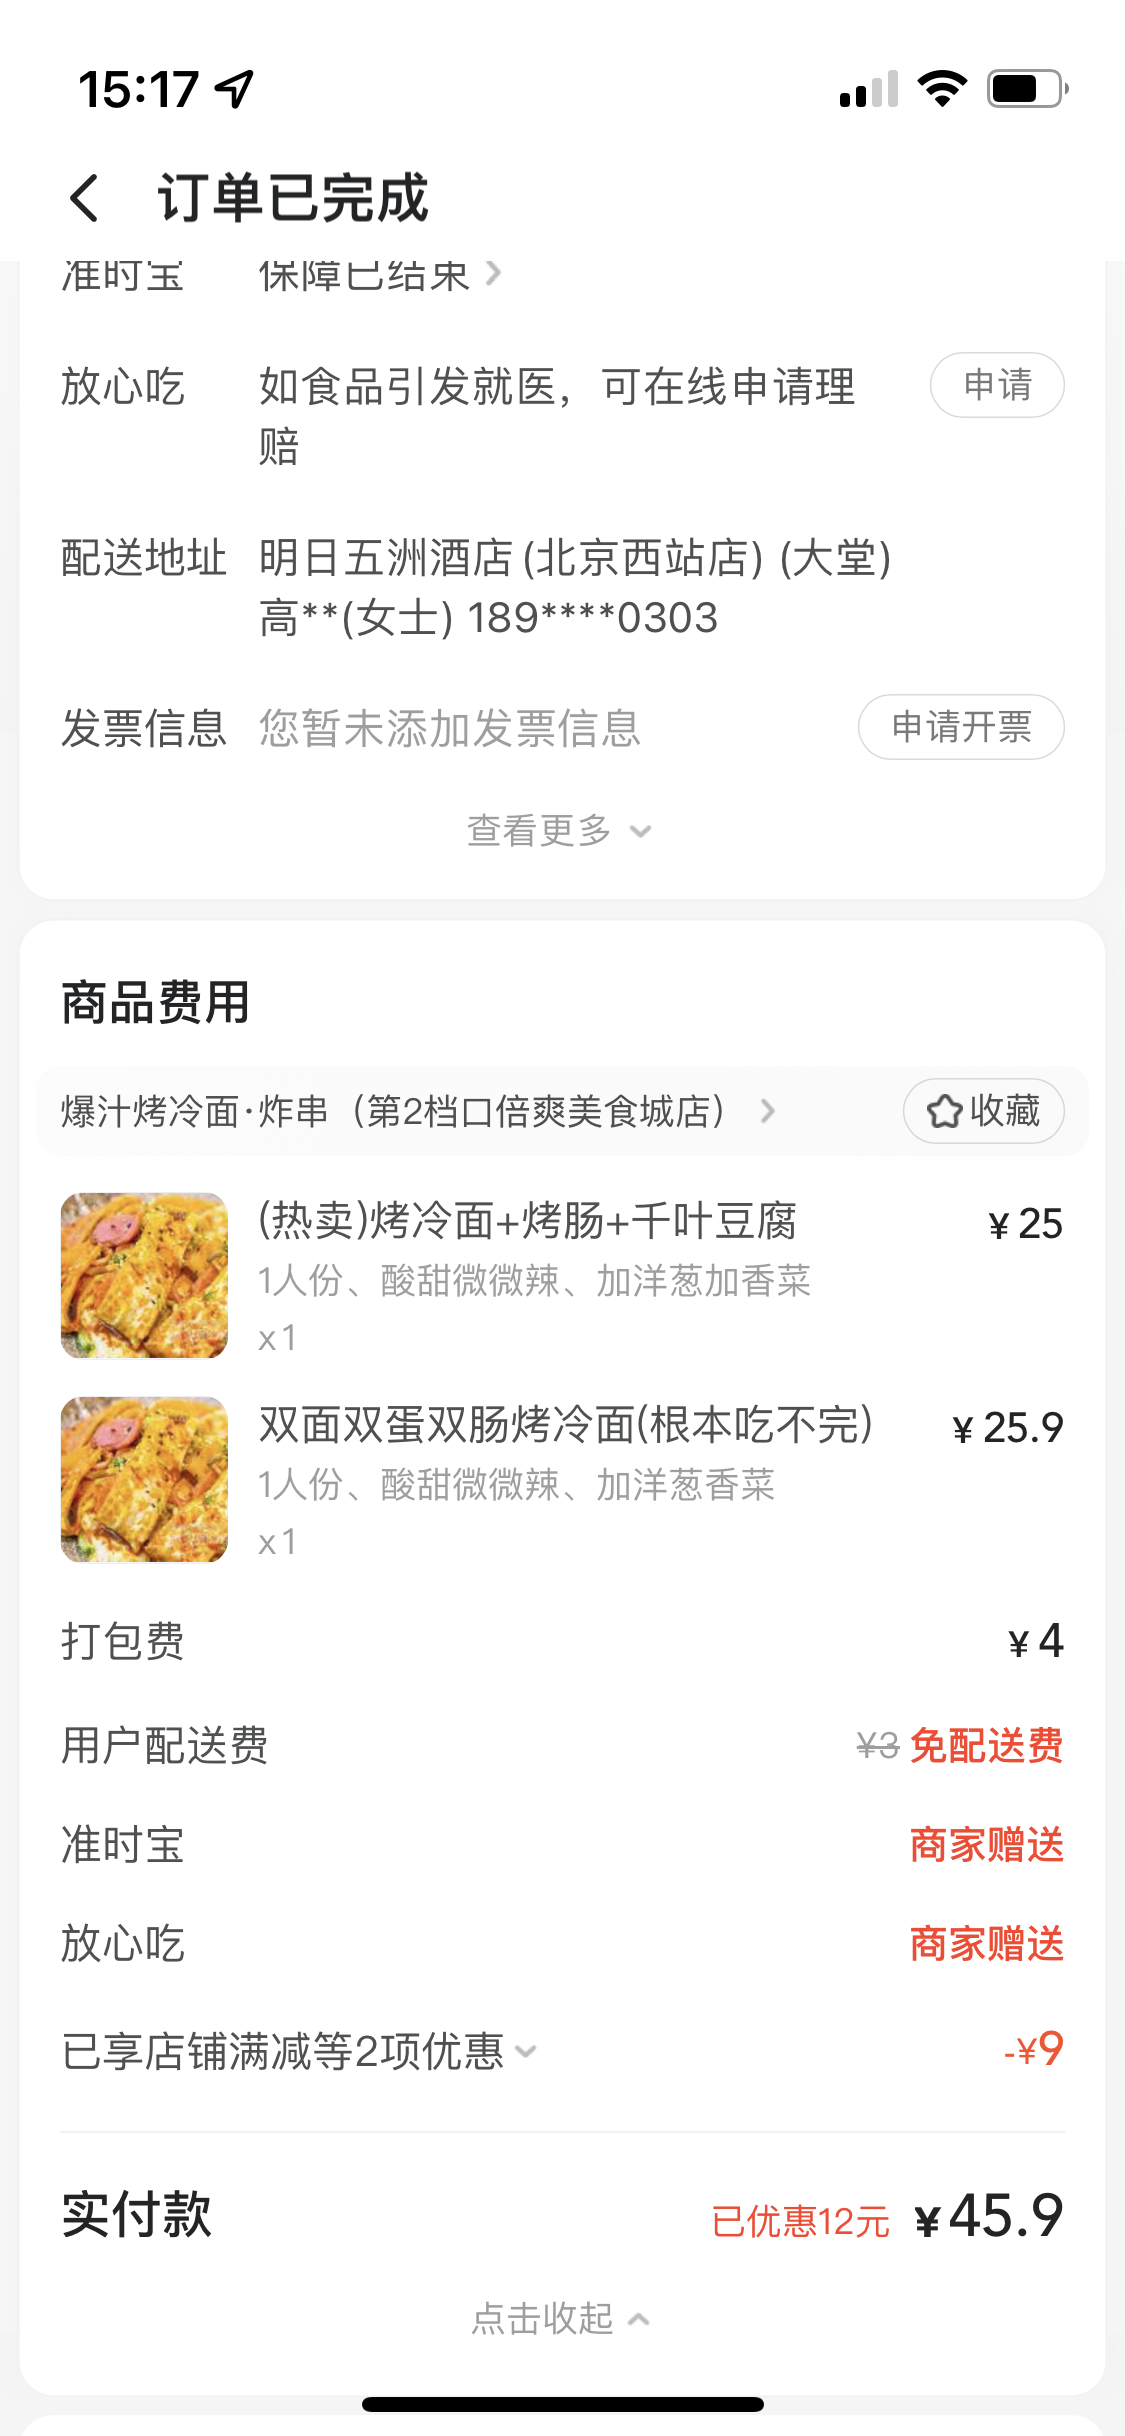 15:17
订单已完成
准时宝 保障已结束
放心吃 如食品引发就医，可在线申请理 申请
赔
配送地址 明日五洲酒店(北京西站店) (大堂)
高**(女士) 189****0303
发票信息 您暂未添加发票信息 申请开票
查看更多
商品费用
爆汁烤冷面·炸串（第2档口倍爽美食城店） 收藏
(热卖)烤冷面+烤肠+千叶豆腐 ¥25
1人份、酸甜微微辣、加洋葱加香菜
x1
双面双蛋双肠烤冷面(根本吃不完) ¥25.9
1人份、酸甜微微辣、加洋葱香菜
x1
打包费 ¥4
用户配送费 ¥3 免配送费
准时宝 商家赠送
放心吃 商家赠送
已享店铺满减等2项优惠 -¥9
实付款 已优惠12元 ¥45.9
点击收起